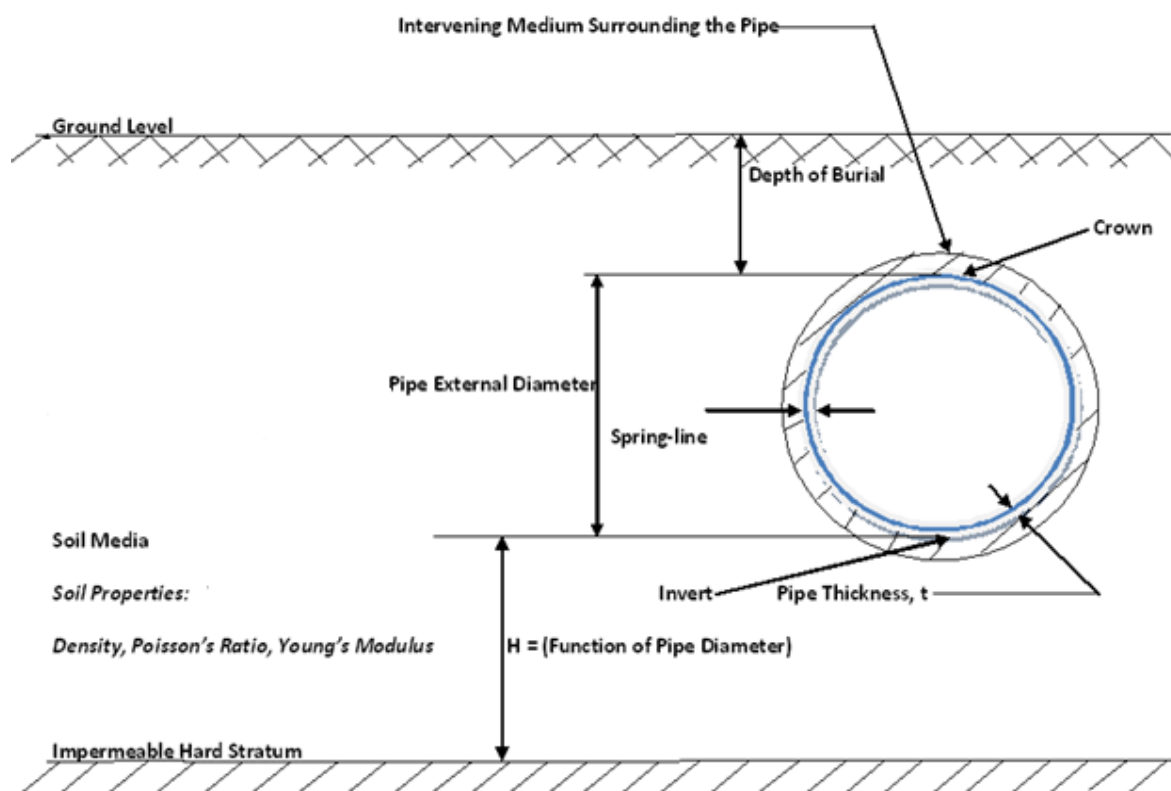 Intervening Medium Surrounding the Pipe
Ground Level
Depth of Burial
Crown
Pipe External Diameter
Spring-line
Soil Media
Invert
Pipe Thickness, t
Soil Properties:
Density, Poisson's Ratio, Young's Modulus
H = (Function of Pipe Diameter)
Impermeable Hard Stratum